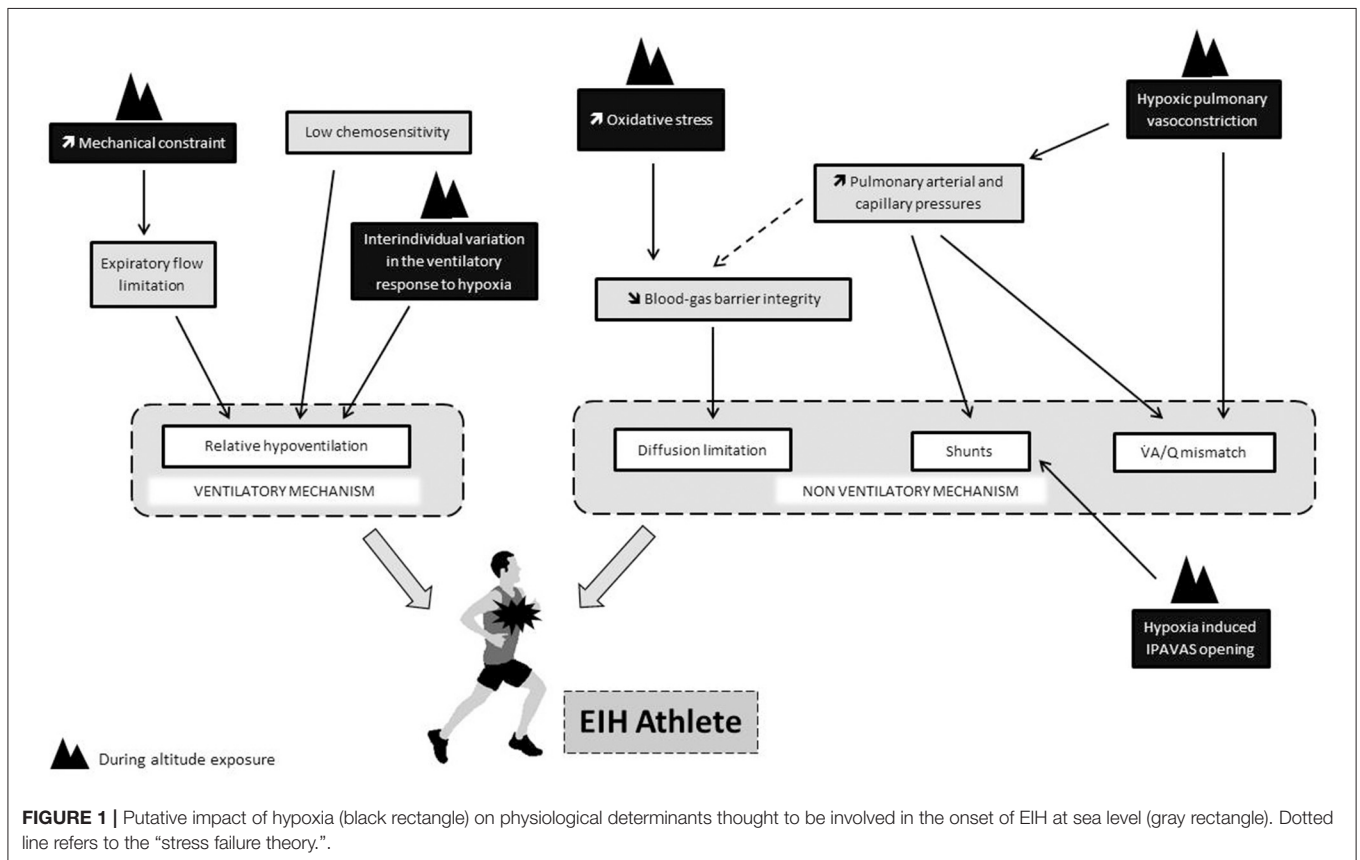 ↗ Mechanical constraint
Low chemosensitivity
Interindividual variation
in the ventilatory
response to hypoxia
Expiratory flow
limitation
↗ Oxidative stress
Hypoxic pulmonary
vasoconstriction
↗ Pulmonary arterial and
capillary pressures
↘ Blood-gas barrier integrity
Relative hypoventilation
VENTILATORY MECHANISM
Diffusion limitation
Shunts
V̇A/Q mismatch
NON VENTILATORY MECHANISM
Hypoxia induced
IPAVAS opening
EIH Athlete
During altitude exposure
FIGURE 1 | Putative impact of hypoxia (black rectangle) on physiological determinants thought to be involved in the onset of EIH at sea level (gray rectangle). Dotted
line refers to the “stress failure theory.”.